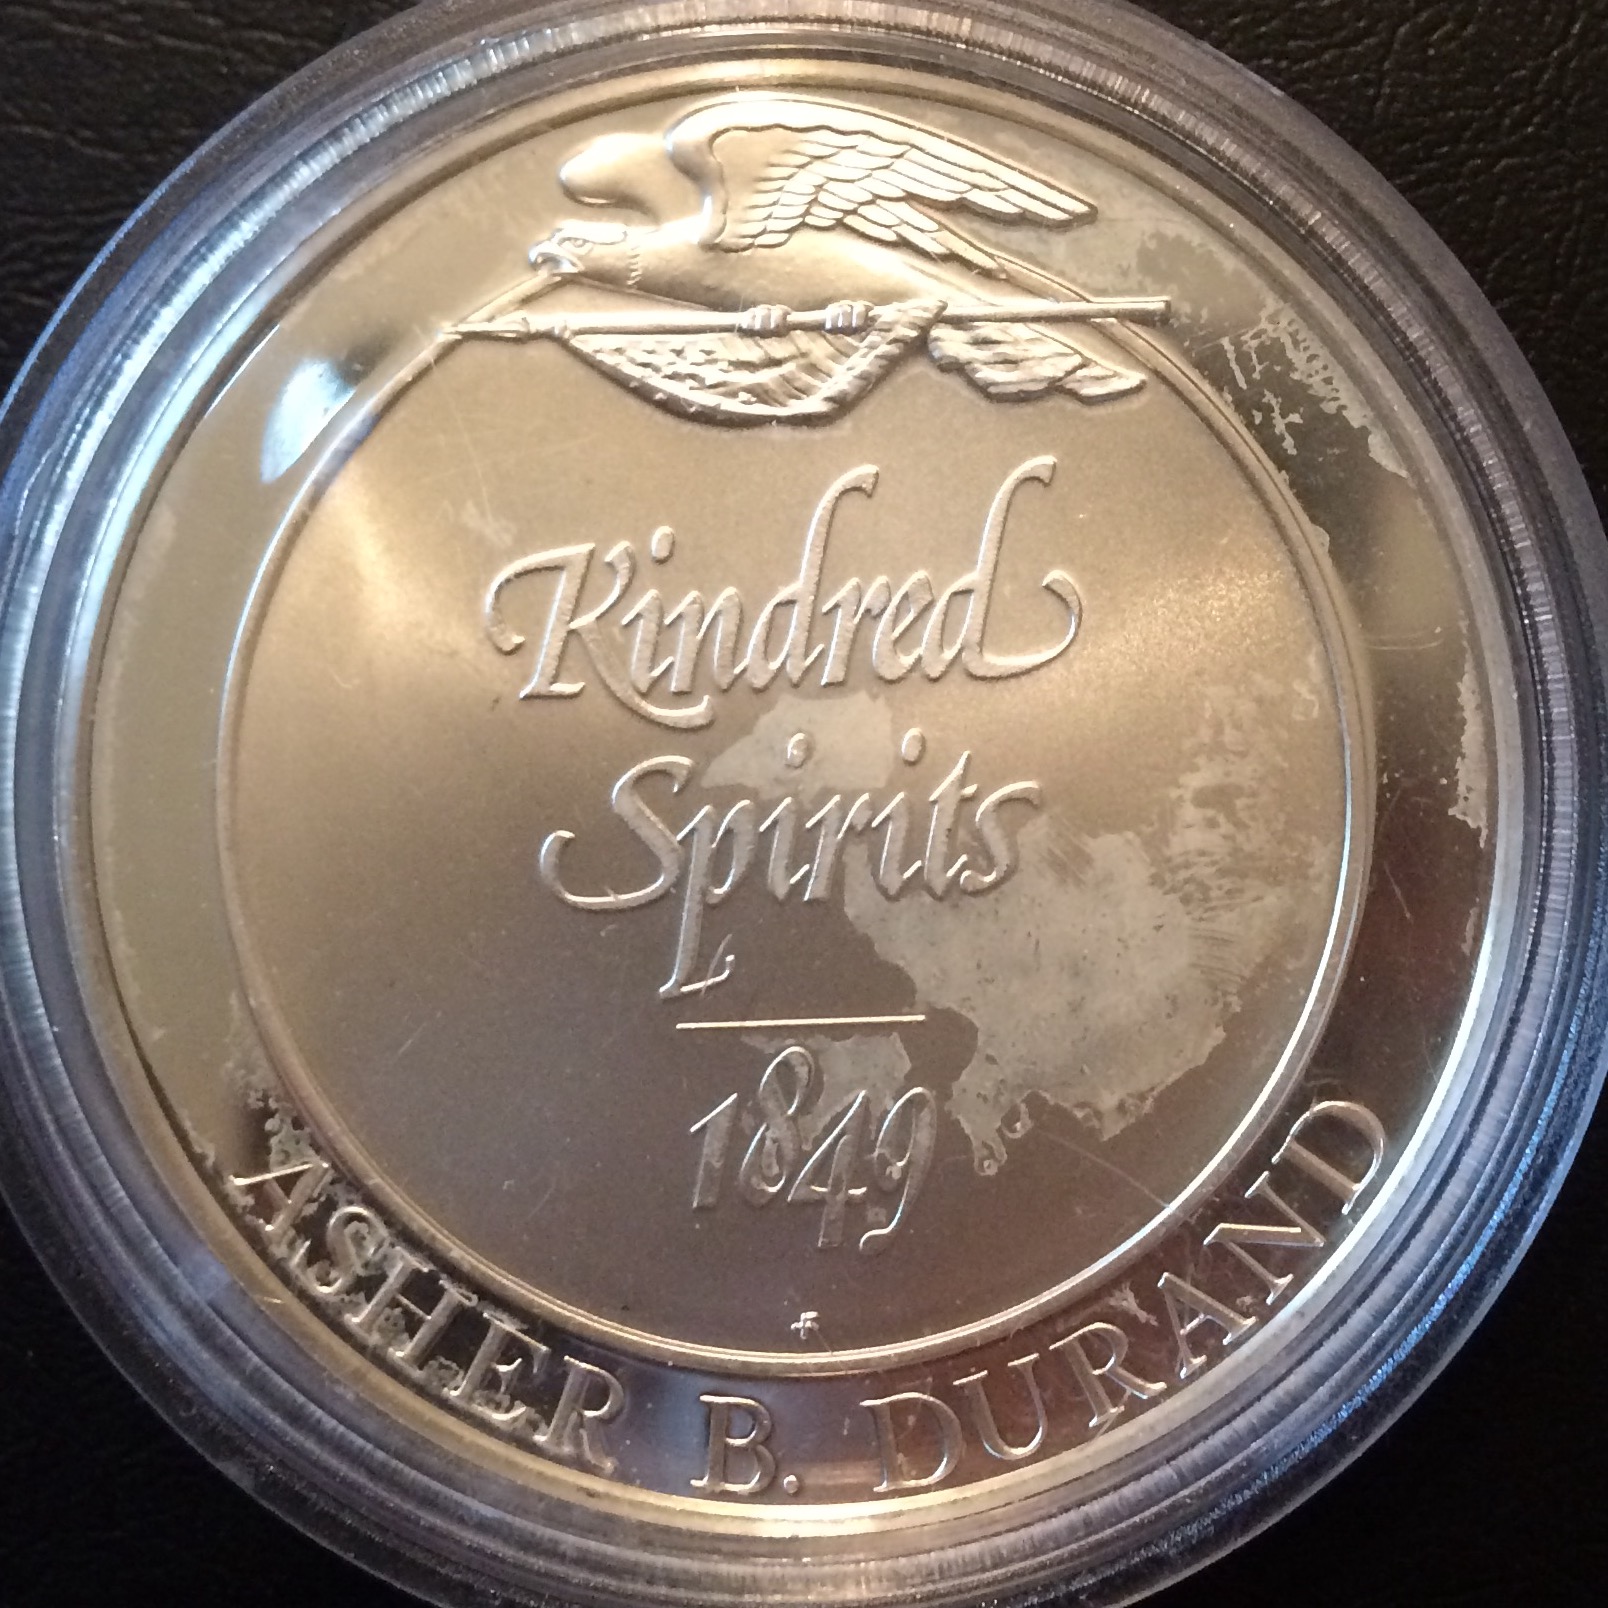 Kindred
Spirits
1849
ASHER B. DURAND